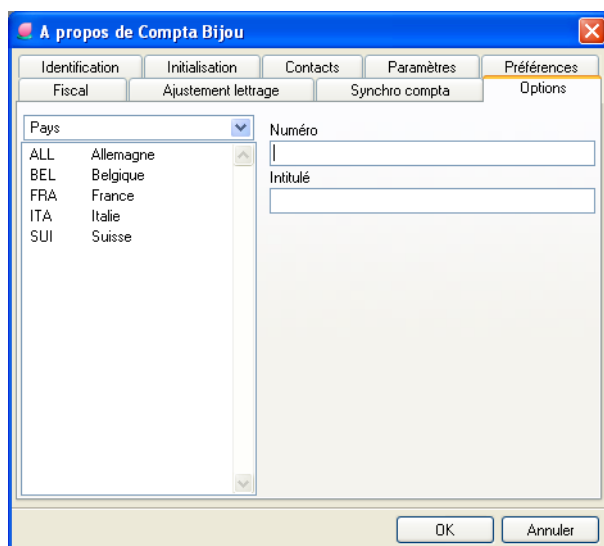 A propos de Compta Bijou
Identification Initialisation Contacts Paramètres Préférences
Fiscal Ajustement lettrage Synchro compta Options
Pays
ALL Allemagne
BEL Belgique
FRA France
ITA Italie
SUI Suisse
Numéro
Intitulé
OK Annuler